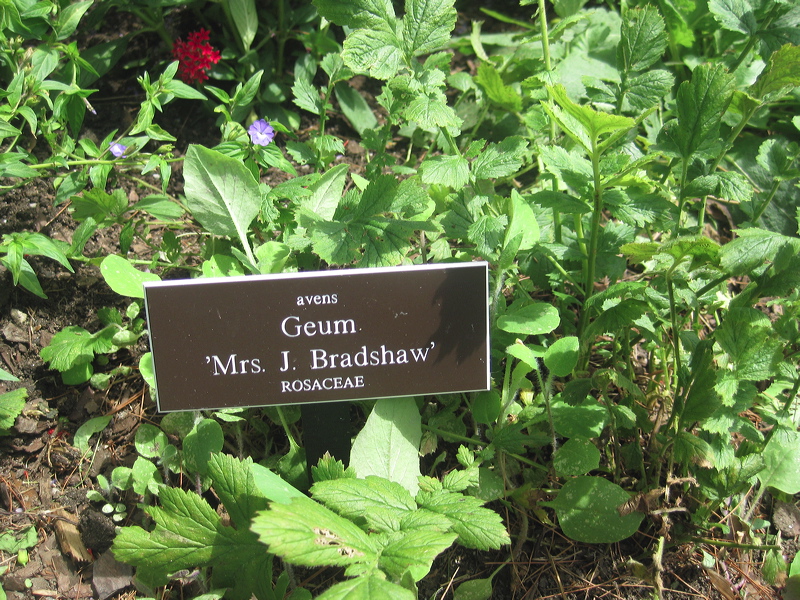 avens
Geum
'Mrs. J. Bradshaw'
ROSACEAE